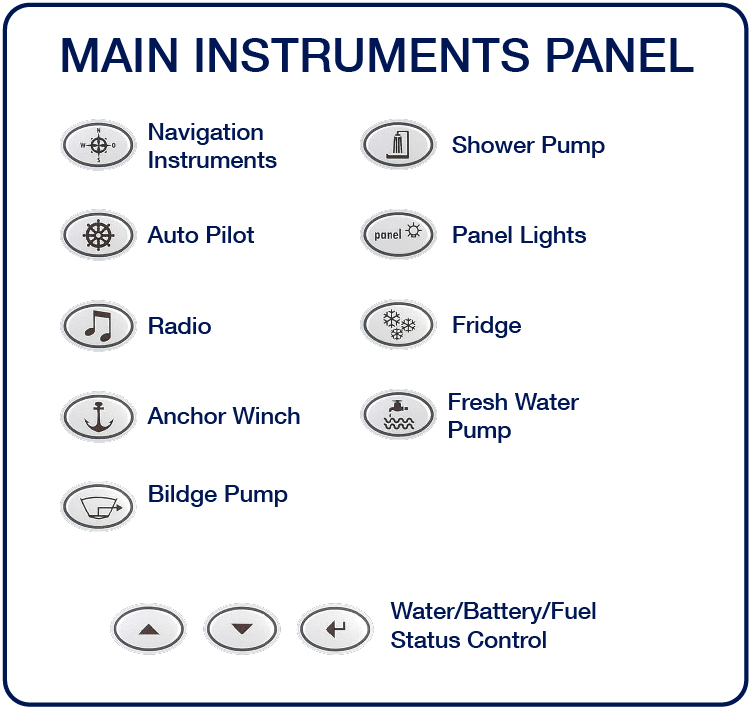 MAIN INSTRUMENTS PANEL
N
W O
S
Navigation
Instruments
Shower Pump
Auto Pilot
panel
Panel Lights
Radio
Fridge
Anchor Winch
Fresh Water
Pump
Bildge Pump
Water/Battery/Fuel
Status Control